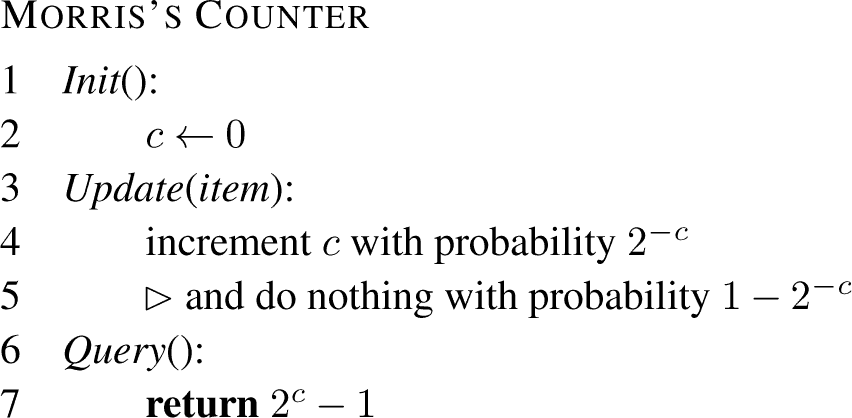 MORRIS’S COUNTER
1 Init():
2 c ← 0
3 Update(item):
4 increment c with probability 2⁻ᶜ
5 ▷ and do nothing with probability 1 − 2⁻ᶜ
6 Query():
7 return 2ᶜ − 1